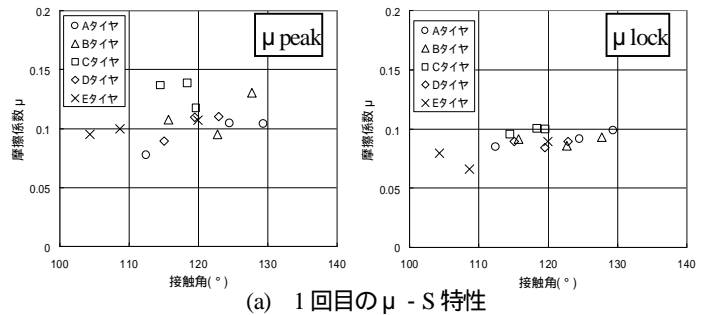 0.2
0.15
0.1
0.05
0
摩擦係数 μ
○ Aタイヤ
△ Bタイヤ
□ Cタイヤ
◇ Dタイヤ
× Eタイヤ
μ peak
100 110 120 130 140
接触角(°)
0.2
0.15
0.1
0.05
0
摩擦係数 μ
○ Aタイヤ
△ Bタイヤ
□ Cタイヤ
◇ Dタイヤ
× Eタイヤ
μ lock
100 110 120 130 140
接触角(°)
(a) 1回目のμ - S 特性